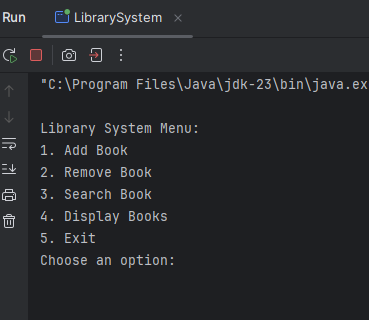 Run
LibrarySystem
"C:\Program Files\Java\jdk-23\bin\java.ex
Library System Menu:
1. Add Book
2. Remove Book
3. Search Book
4. Display Books
5. Exit
Choose an option: